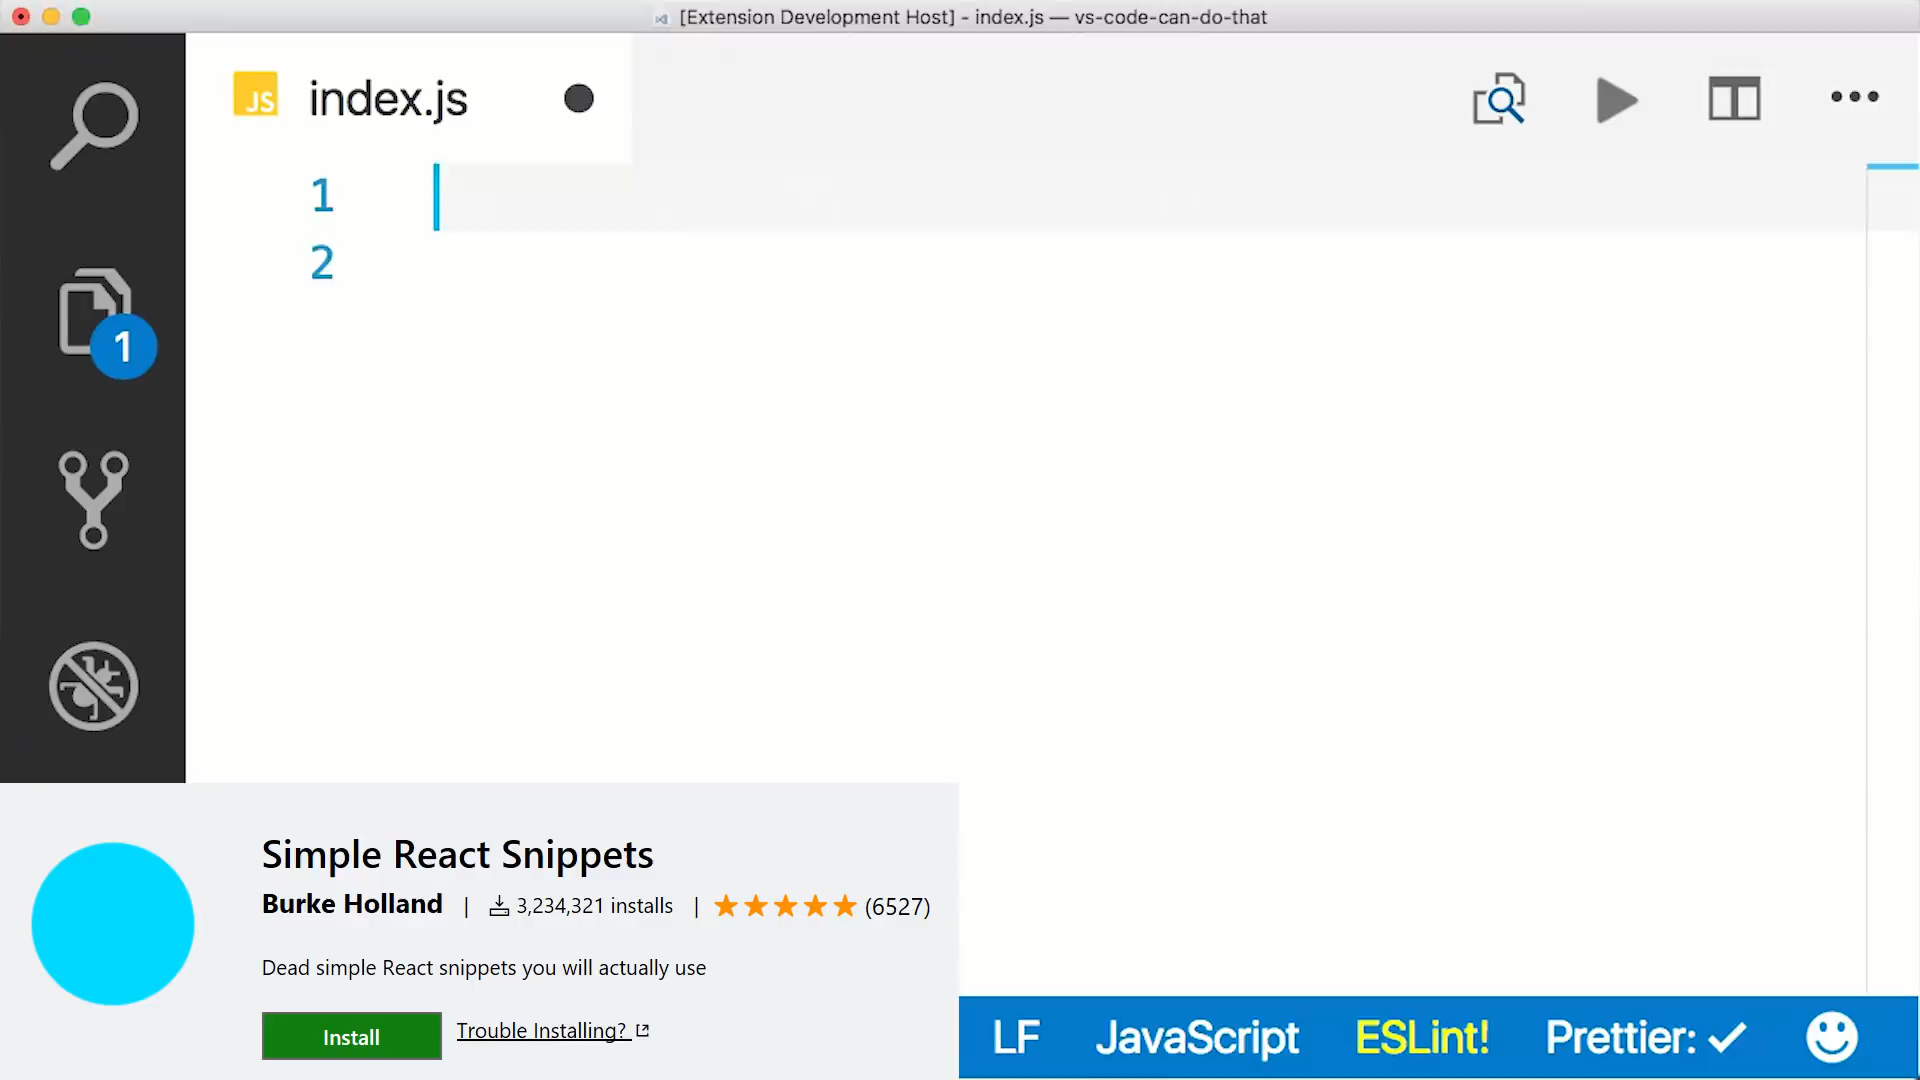 [Extension Development Host] - index.js — vs-code-can-do-that
JS index.js
1
2
1
Simple React Snippets
Burke Holland | 3,234,321 installs | (6527)
Dead simple React snippets you will actually use
Install Trouble Installing?
LF JavaScript ESLint! Prettier: